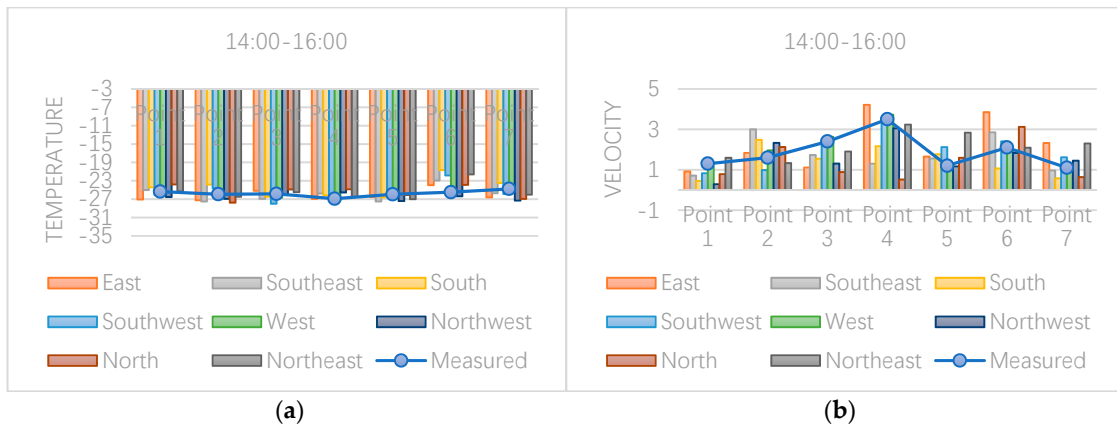 14:00-16:00
TEMPERATURE
-3
-7
-11
-15
-19
-23
-27
-31
-35
East
Southeast
South
Southwest
West
Northwest
North
Northeast
Measured
(a)
14:00-16:00
VELOCITY
5
3
1
-1
Point 1
Point 2
Point 3
Point 4
Point 5
Point 6
Point 7
East
Southeast
South
Southwest
West
Northwest
North
Northeast
Measured
(b)